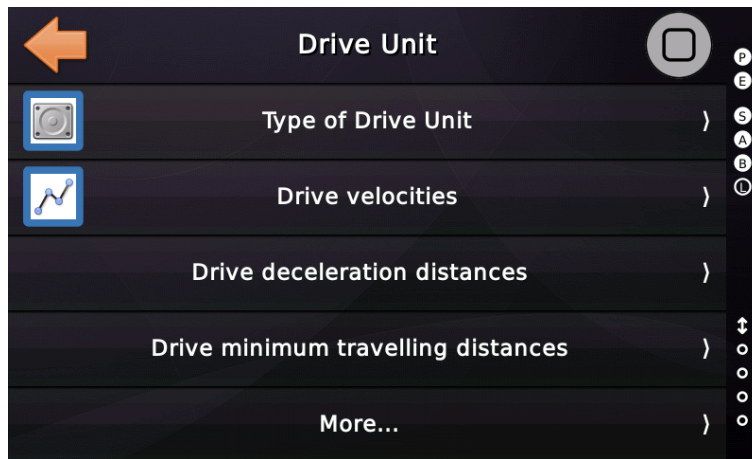 Drive Unit
Type of Drive Unit
Drive velocities
Drive deceleration distances
Drive minimum travelling distances
More...
P
E
S
A
B
L